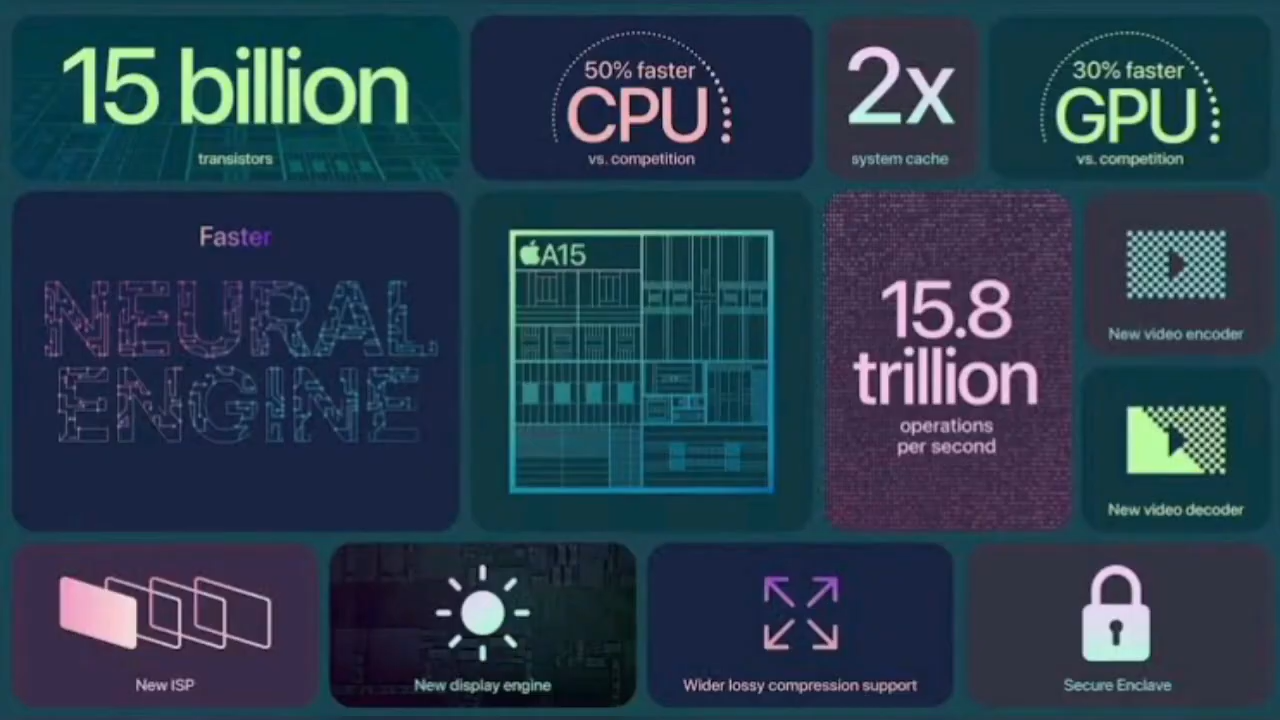 15 billion
transistors
50% faster
CPU
vs. competition
2x
system cache
30% faster
GPU
vs. competition
Faster
NEURAL
ENGINE
A15
15.8
trillion
operations
per second
New video encoder
New video decoder
New ISP
New display engine
Wider lossy compression support
Secure Enclave